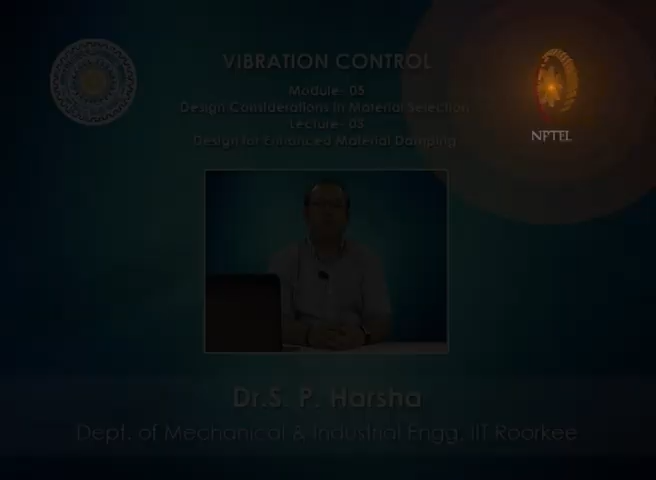 VIBRATION CONTROL
Module- 05
Design Considerations in Material Selection
Lecture- 03
Design for Enhanced Material Damping
NPTEL
Dr.S. P. Harsha
Dept. of Mechanical & Industrial Engg. IIT Roorkee